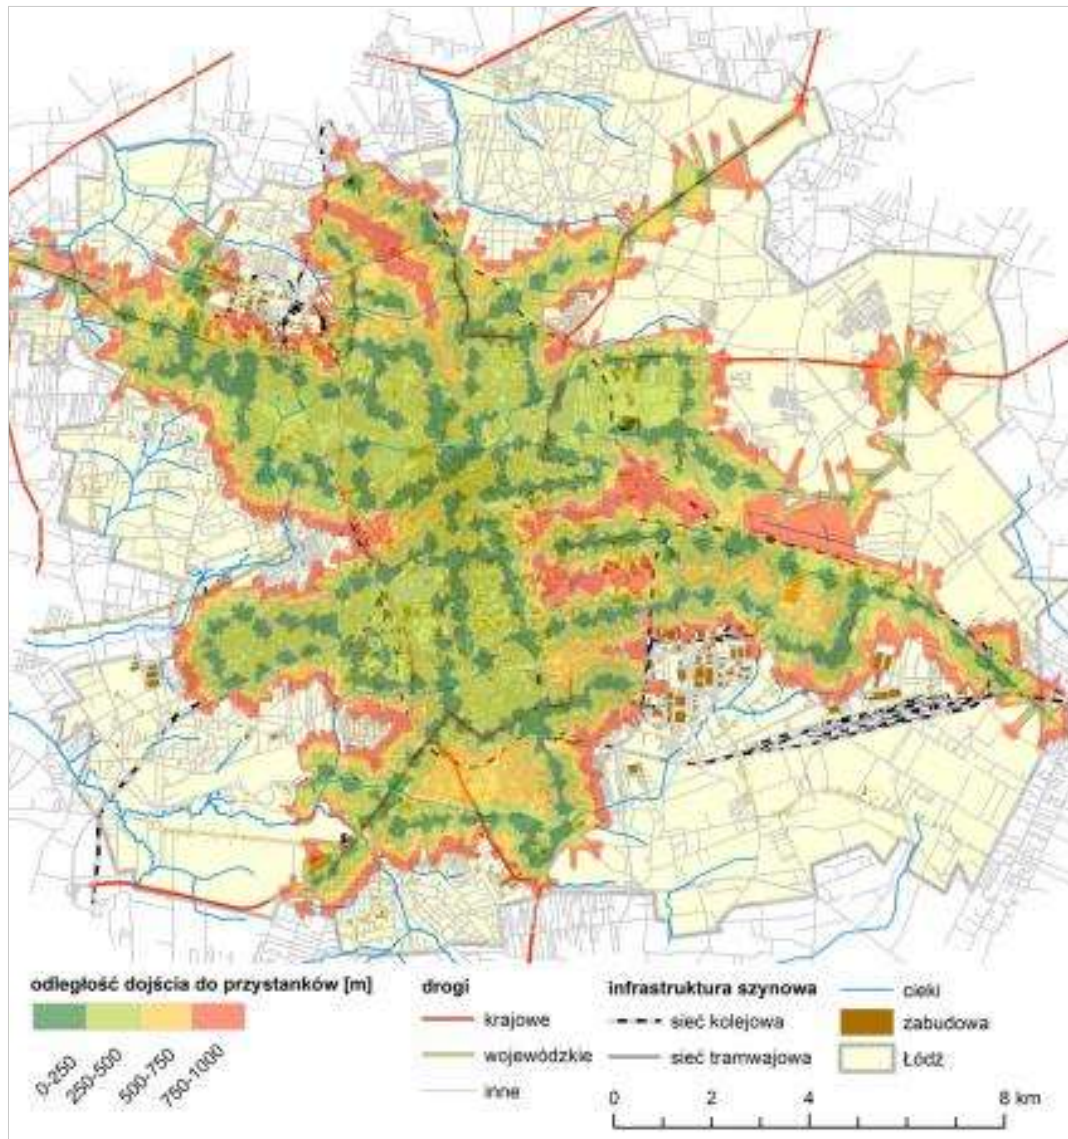 odległość dojścia do przystanków [m]
0-250
250-500
500-750
750-1000
drogi
krajowe
wojewódzkie
inne
infrastruktura szynowa
sieć kolejowa
sieć tramwajowa
cieki
zabudowa
Łódź
0 2 4 8 km